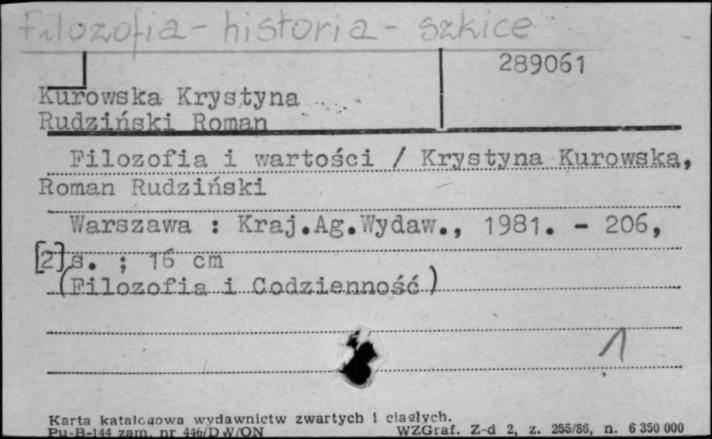 Filozofia - historia - szkice
289061
Kurowska Krystyna
Rudziński Roman
Filozofia i wartości / Krystyna Kurowska,
Roman Rudziński
Warszawa : Kraj.Ag.Wydaw., 1981. - 206,
[2]s. ; 16 cm
(Filozofia i Codzienność)
1
Karta katalogowa wydawnictw zwartych i ciągłych.
Pu-B-144 zam. nr 446/DW/ON WZGraf. Z-d 2, z. 255/86, n. 6 350 000